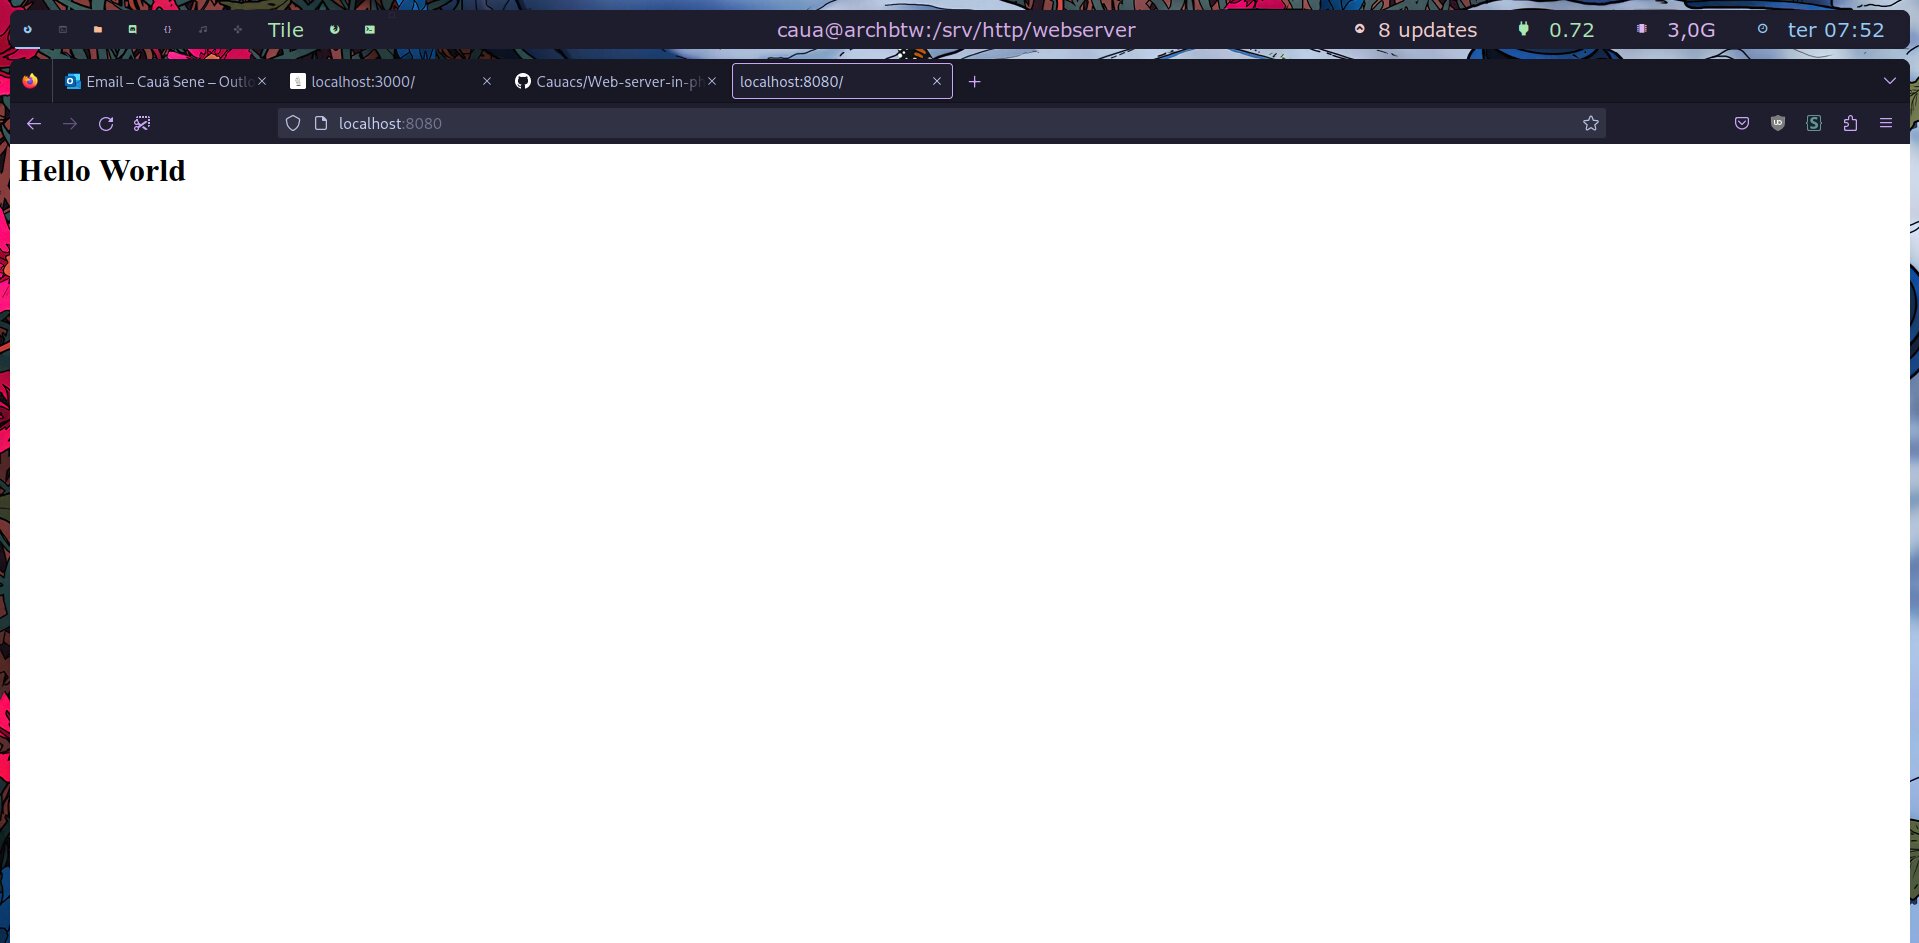 Tile
caua@archbtw:/srv/http/webserver
8 updates
0.72
3,0G
ter 07:52
Email – Cauã Sene – Outlo
localhost:3000/
Cauacs/Web-server-in-ph
localhost:8080/
localhost:8080
Hello World